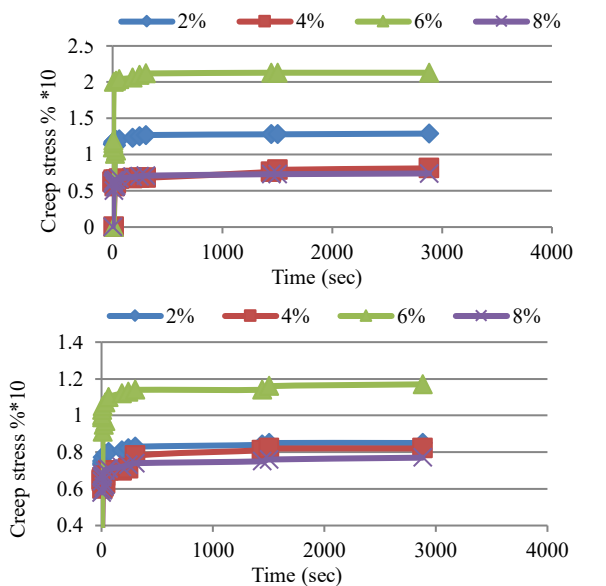 2% 4% 6% 8%
2.5
2
1.5
1
0.5
0
0 1000 2000 3000 4000
Creep stress % *10
Time (sec)
2% 4% 6% 8%
1.4
1.2
1
0.8
0.6
0.4
0 1000 2000 3000 4000
Creep stress %*10
Time (sec)